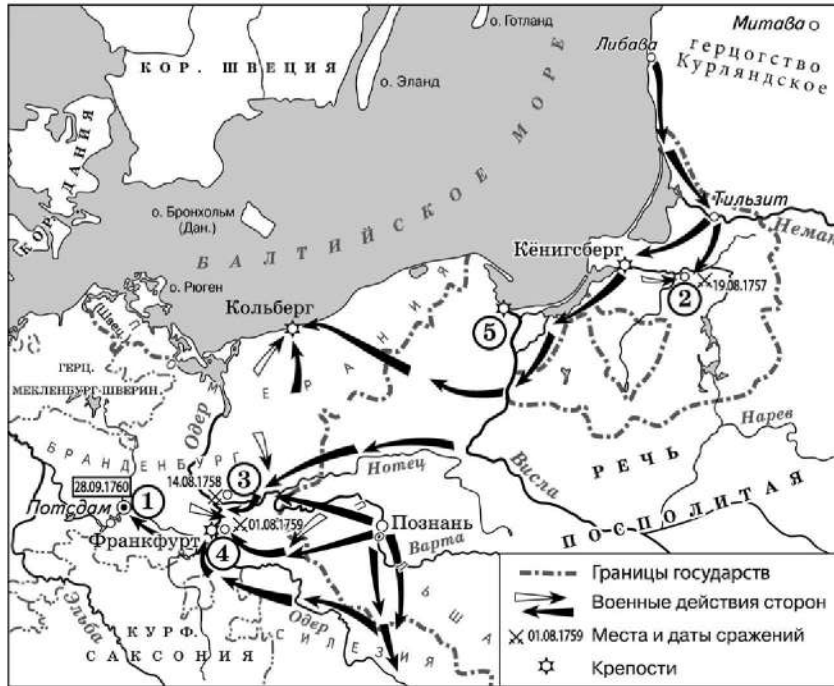 о. Готланд
Митава
Либава
герцогство
Курляндское
КОР. ШВЕЦИЯ
о. Эланд
КОР. ДАНИЯ
БАЛТИЙСКОЕ МОРЕ
о. Бронхольм
(Дан.)
Тильзит
Неман
Кёнигсберг
19.08.1757
2
о. Рюген
Кольберг
5
(Швец.)
ПОМЕРАНИЯ
ГЕРЦ.
МЕКЛЕНБУРГ-ШВЕРИН
Одер
БРАНДЕНБУРГ
Нотец
Висла
Нарев
РЕЧЬ
ПОСПОЛИТАЯ
14.08.1758
3
28.09.1760
1
Потсдам
01.08.1759
Познань
Варта
Франкфурт
4
Эльба
КУРФ.
САКСОНИЯ
Одер
СИЛЕЗИЯ
Границы государств
Военные действия сторон
01.08.1759 Места и даты сражений
Крепости